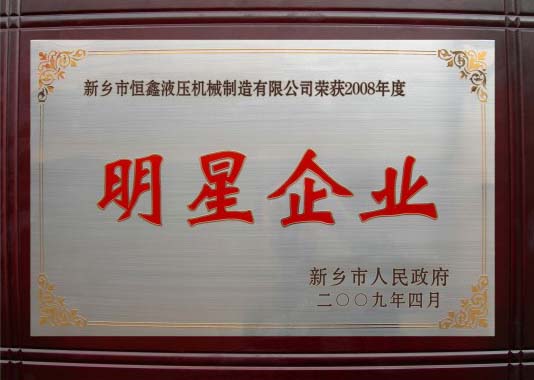 新乡市恒鑫液压机械制造有限公司荣获2008年度
明星企业
新乡市人民政府
二〇〇九年四月